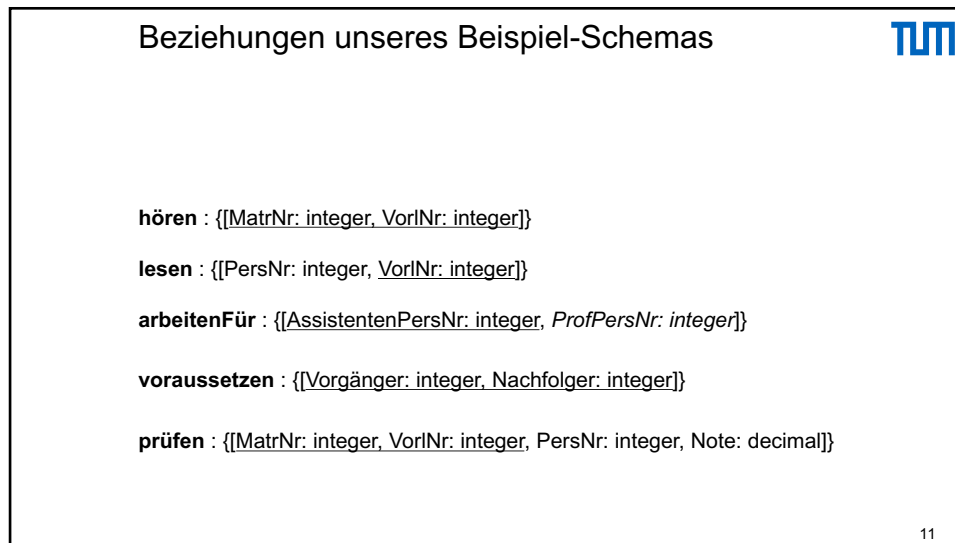 Beziehungen unseres Beispiel-Schemas
TUM
hören : {[MatrNr: integer, VorlNr: integer]}
lesen : {[PersNr: integer, VorlNr: integer]}
arbeitenFür : {[AssistentenPersNr: integer, ProfPersNr: integer]}
voraussetzen : {[Vorgänger: integer, Nachfolger: integer]}
prüfen : {[MatrNr: integer, VorlNr: integer, PersNr: integer, Note: decimal]}
11